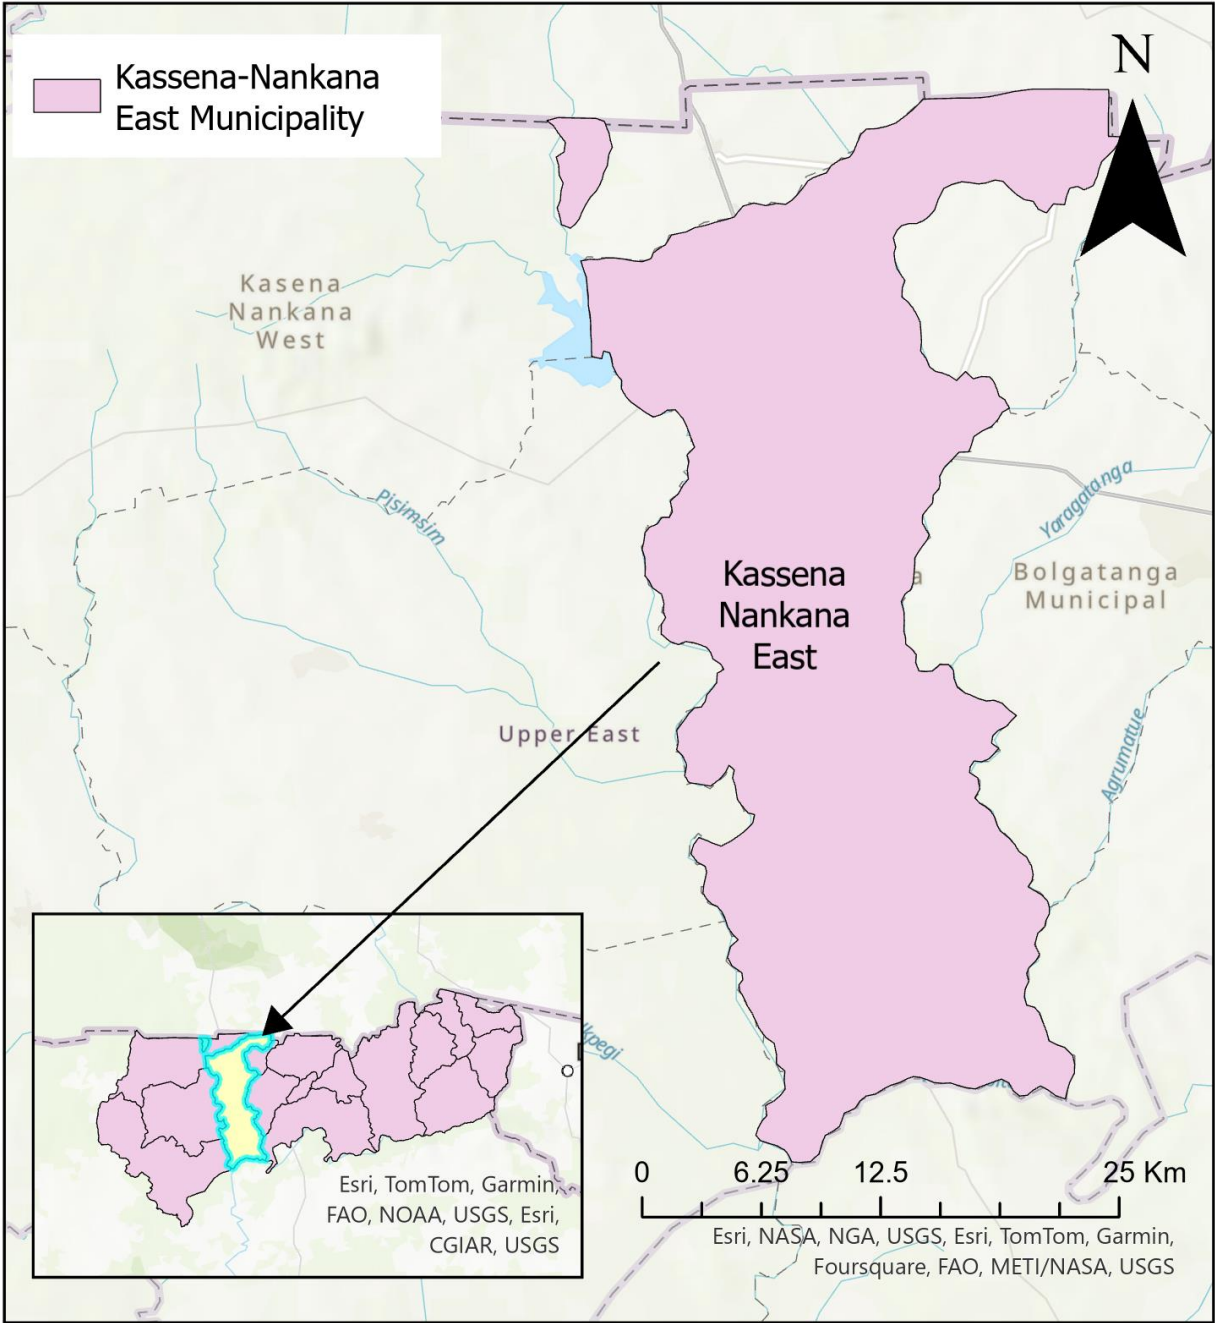 Kassena-Nankana
East Municipality
N
Kasena
Nankana
West
Pisimsim
Yaragatanga
Kassena
Nankana
East
a
Bolgatanga
Municipal
Upper East
Agrumatue
0 6.25 12.5 25 Km
Esri, TomTom, Garmin,
FAO, NOAA, USGS, Esri,
CGIAR, USGS
Esri, NASA, NGA, USGS, Esri, TomTom, Garmin,
Foursquare, FAO, METI/NASA, USGS